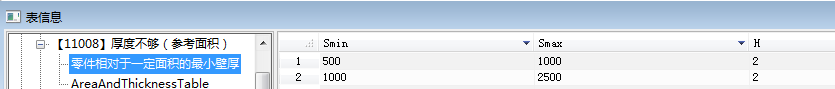 表信息
【11008】厚度不够（参考面积）
零件相对于一定面积的最小壁厚
AreaAndThicknessTable
Smin Smax H
1 500 1000 2
2 1000 2500 2